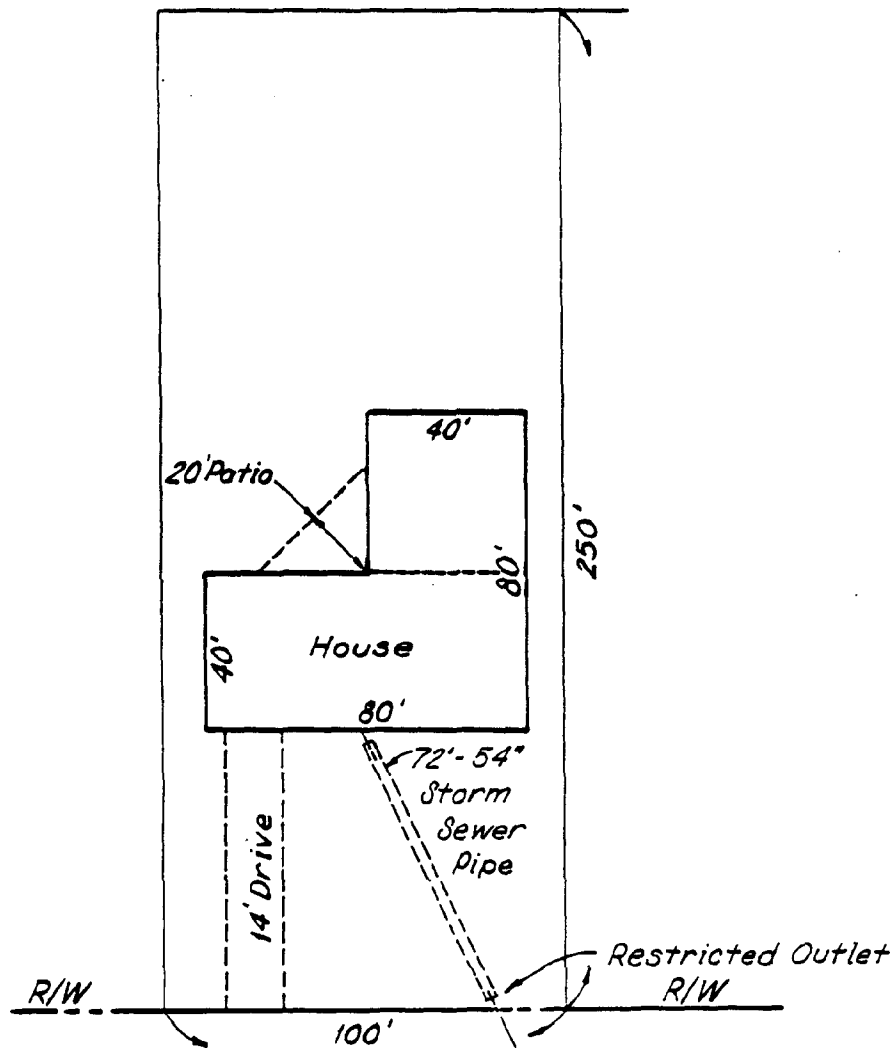 40'
20' Patio
250'
80'
40'
House
80'
72'-54"
Storm
Sewer
Pipe
14' Drive
Restricted Outlet
R/W
R/W
100'